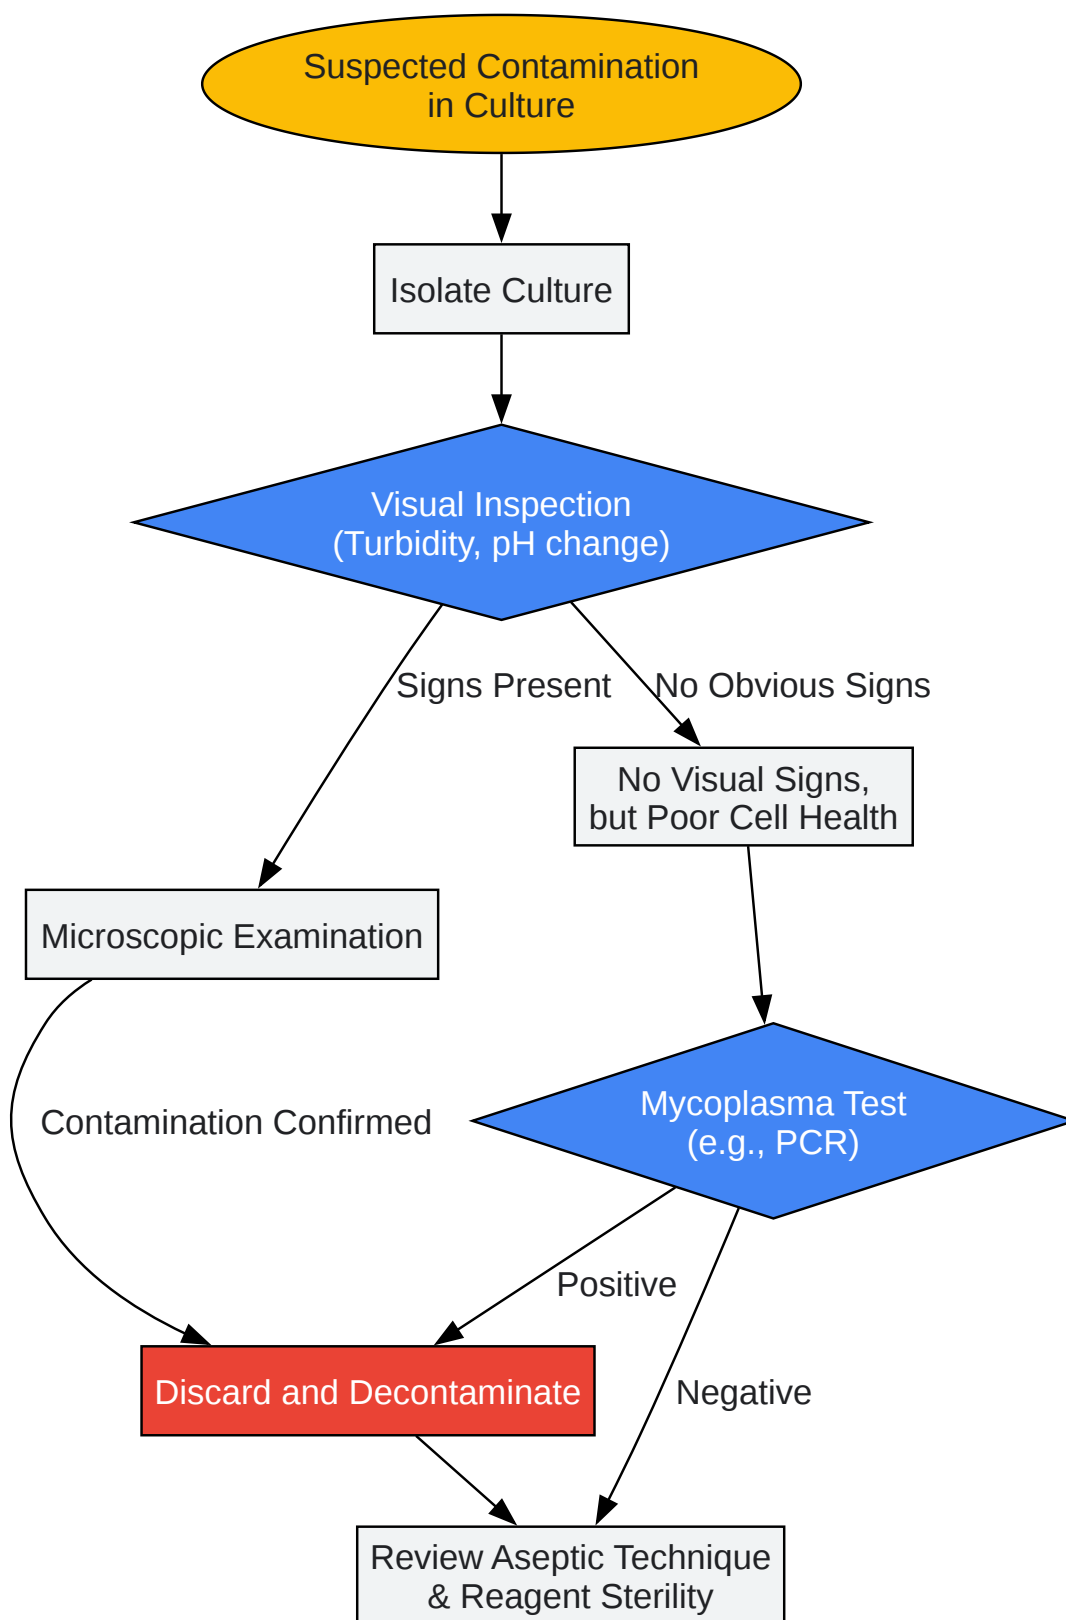 Suspected Contamination
in Culture
Isolate Culture
Visual Inspection
(Turbidity, pH change)
Signs Present
No Obvious Signs
No Visual Signs,
but Poor Cell Health
Microscopic Examination
Contamination Confirmed
Mycoplasma Test
(e.g., PCR)
Positive
Negative
Discard and Decontaminate
Review Aseptic Technique
& Reagent Sterility